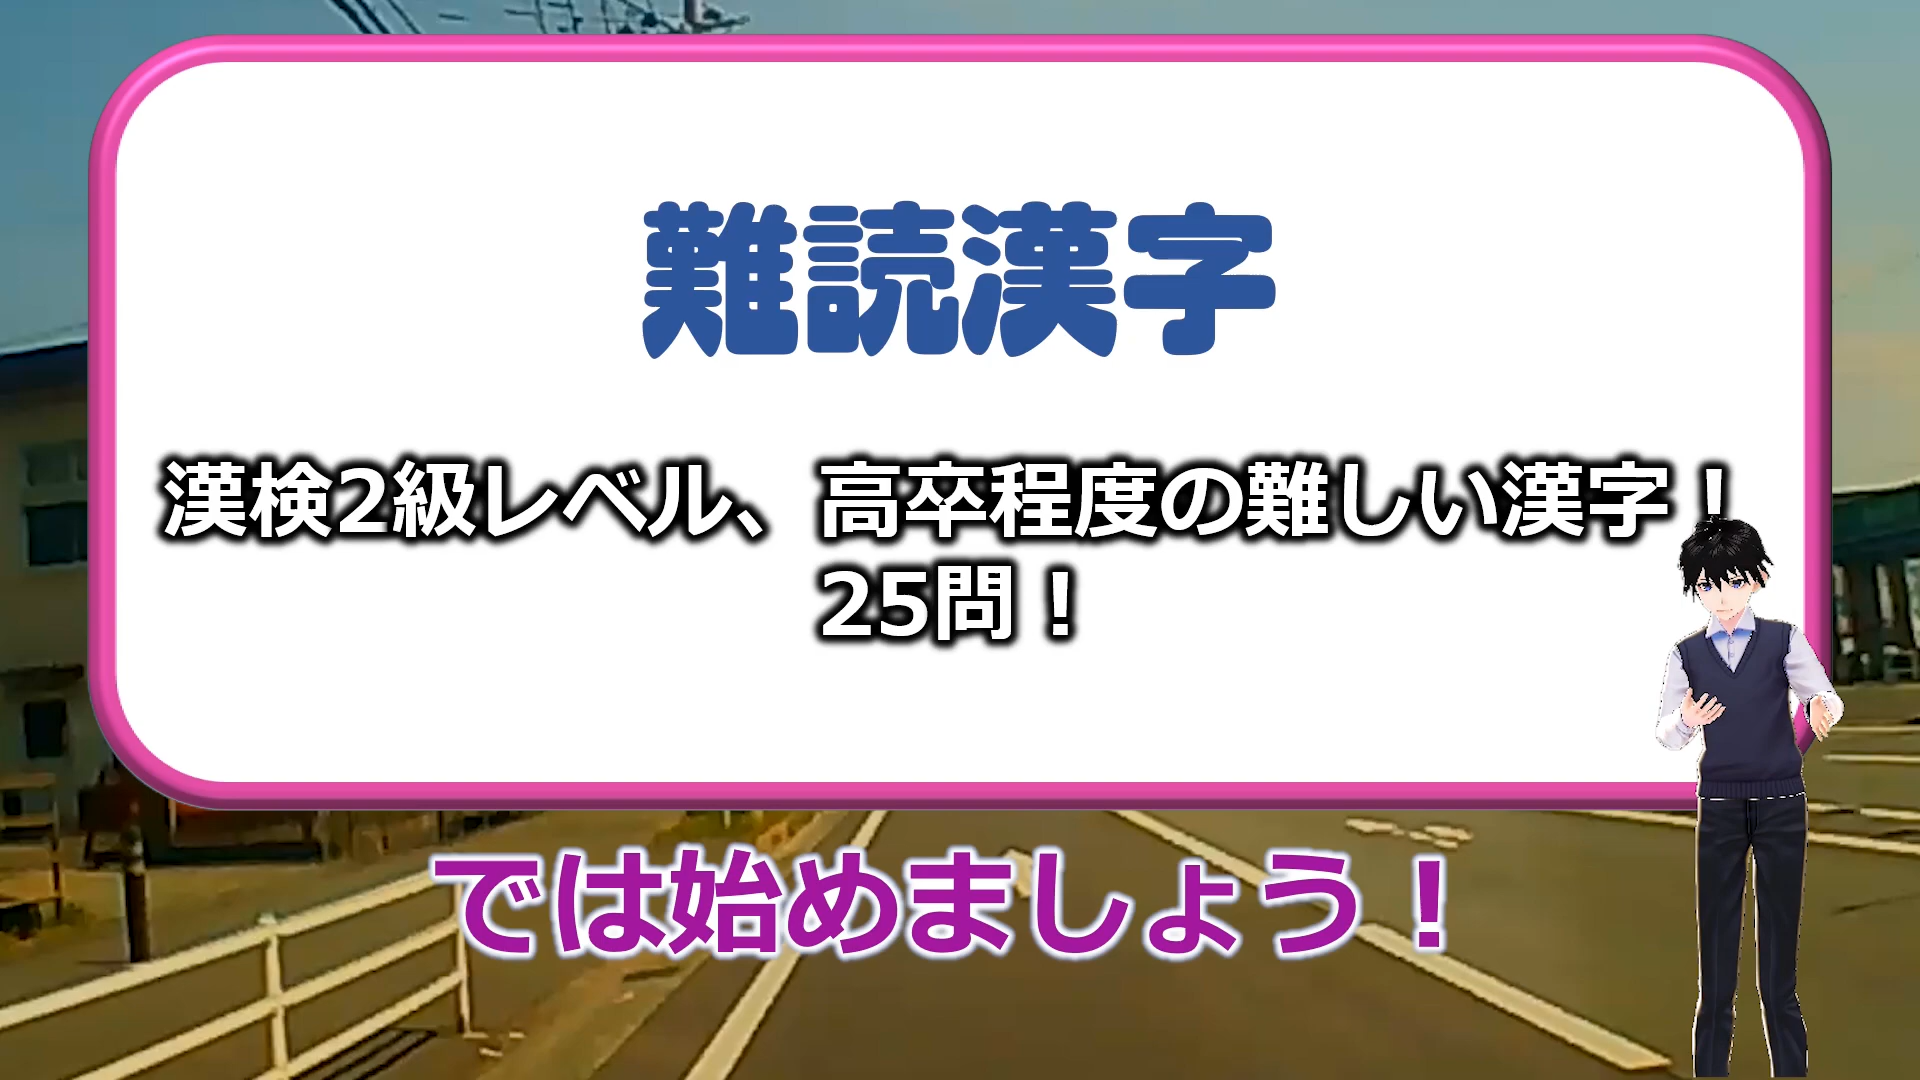 難読漢字
漢検2級レベル、高卒程度の難しい漢字！
25問！
では始めましょう！